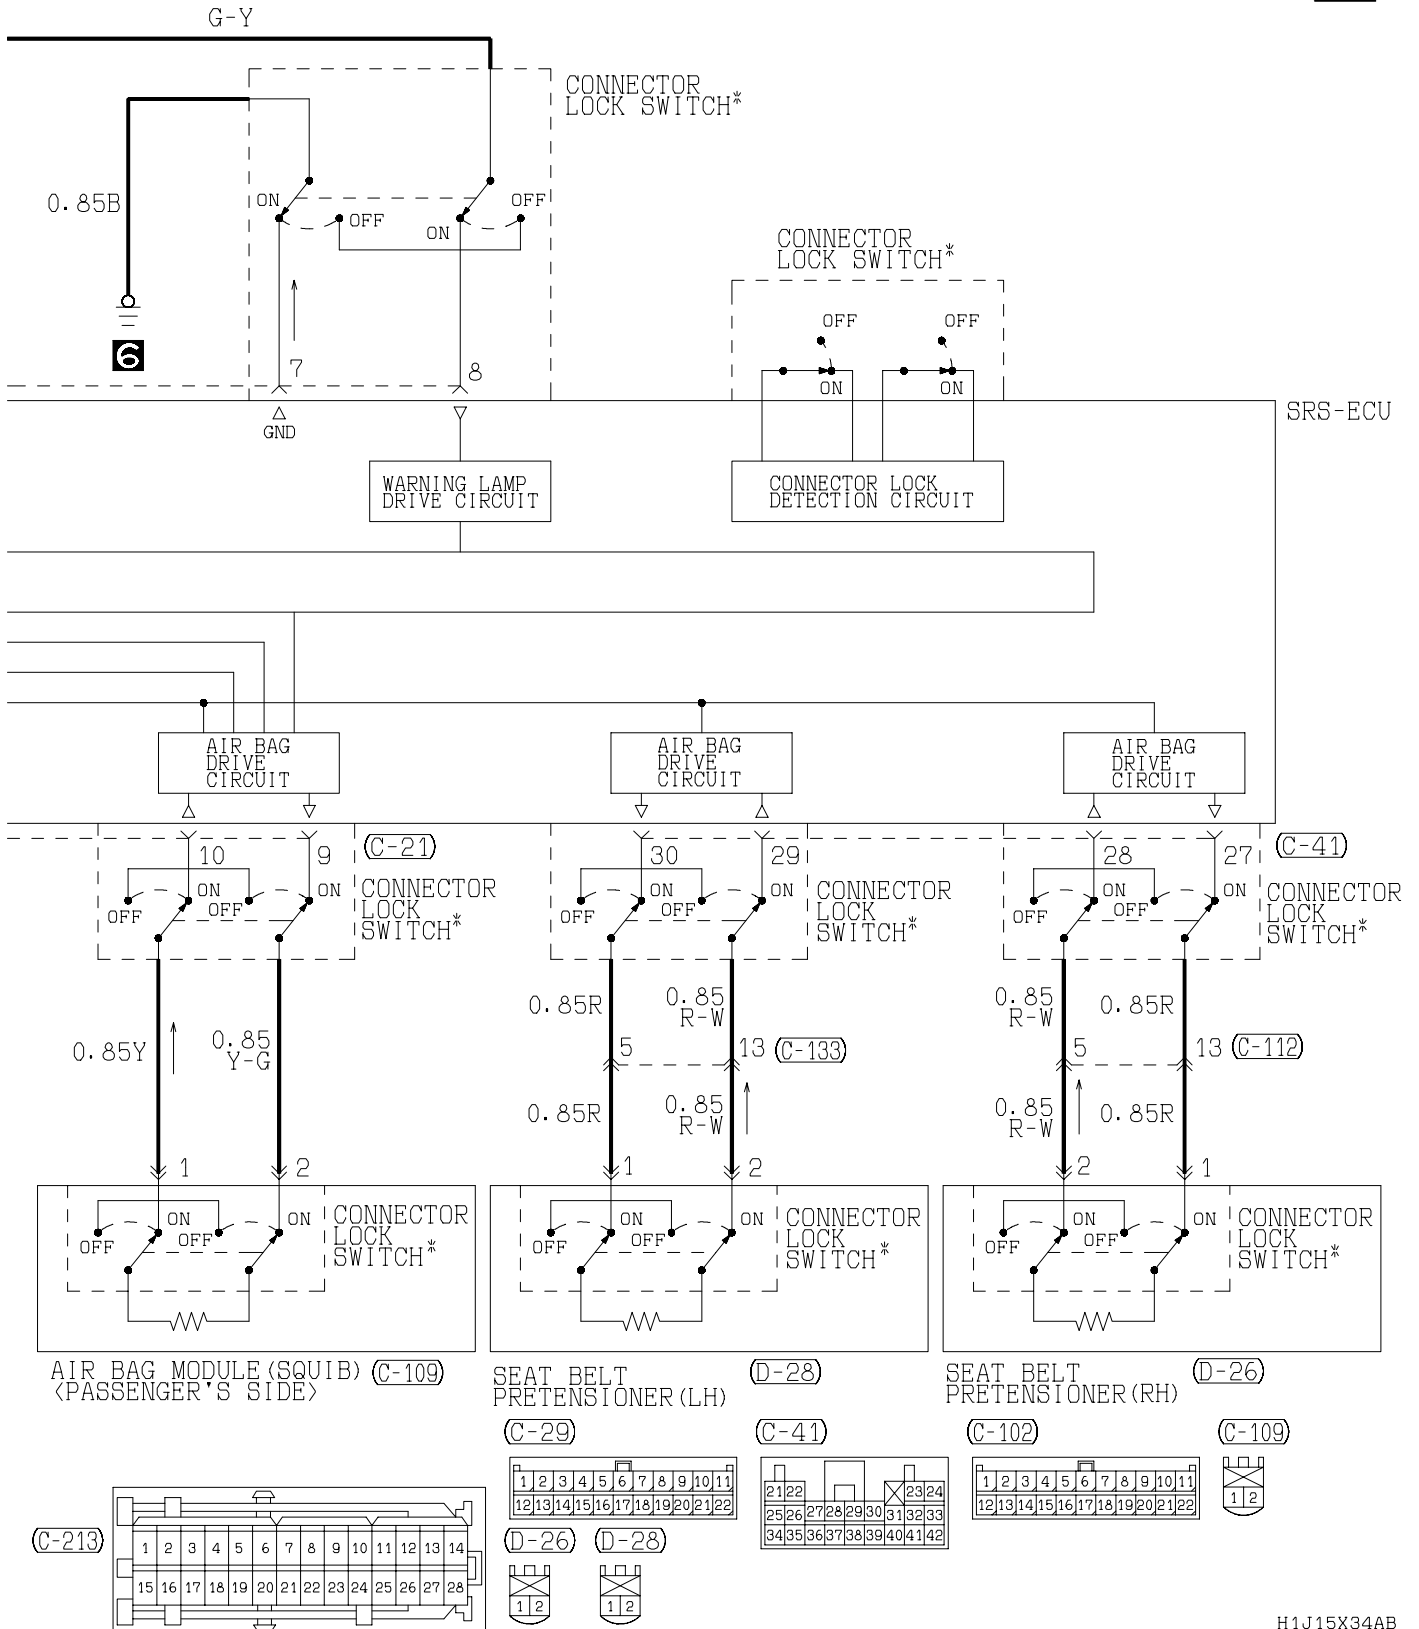 G-Y
CONNECTOR
LOCK SWITCH*
0.85B
ON
OFF
ON
OFF
CONNECTOR
LOCK SWITCH*
OFF
OFF
ON
ON
6
7
8
GND
SRS-ECU
WARNING LAMP
DRIVE CIRCUIT
CONNECTOR LOCK
DETECTION CIRCUIT
AIR BAG
DRIVE
CIRCUIT
AIR BAG
DRIVE
CIRCUIT
AIR BAG
DRIVE
CIRCUIT
10
9
C-21
30
29
28
27
C-41
OFF
ON
OFF
ON
CONNECTOR
LOCK
SWITCH*
OFF
ON
OFF
ON
CONNECTOR
LOCK
SWITCH*
OFF
ON
OFF
ON
CONNECTOR
LOCK
SWITCH*
0.85Y
0.85
Y-G
0.85R
0.85
R-W
0.85
R-W
0.85R
5
13
C-133
5
13
C-112
0.85R
0.85
R-W
0.85
R-W
0.85R
1
2
1
2
2
1
OFF
ON
OFF
ON
CONNECTOR
LOCK
SWITCH*
OFF
ON
OFF
ON
CONNECTOR
LOCK
SWITCH*
OFF
ON
OFF
ON
CONNECTOR
LOCK
SWITCH*
AIR BAG MODULE(SQUIB)
<PASSENGER'S SIDE>
C-109
SEAT BELT
PRETENSIONER(LH)
D-28
SEAT BELT
PRETENSIONER(RH)
D-26
C-29
1 2 3 4 5 6 7 8 9 10 11
12 13 14 15 16 17 18 19 20 21 22
C-41
21 22 23 24
25 26 27 28 29 30 31 32 33
34 35 36 37 38 39 40 41 42
C-102
1 2 3 4 5 6 7 8 9 10 11
12 13 14 15 16 17 18 19 20 21 22
C-109
1 2
C-213
1 2 3 4 5 6 7 8 9 10 11 12 13 14
15 16 17 18 19 20 21 22 23 24 25 26 27 28
D-26
1 2
D-28
1 2
H1J15X34AB